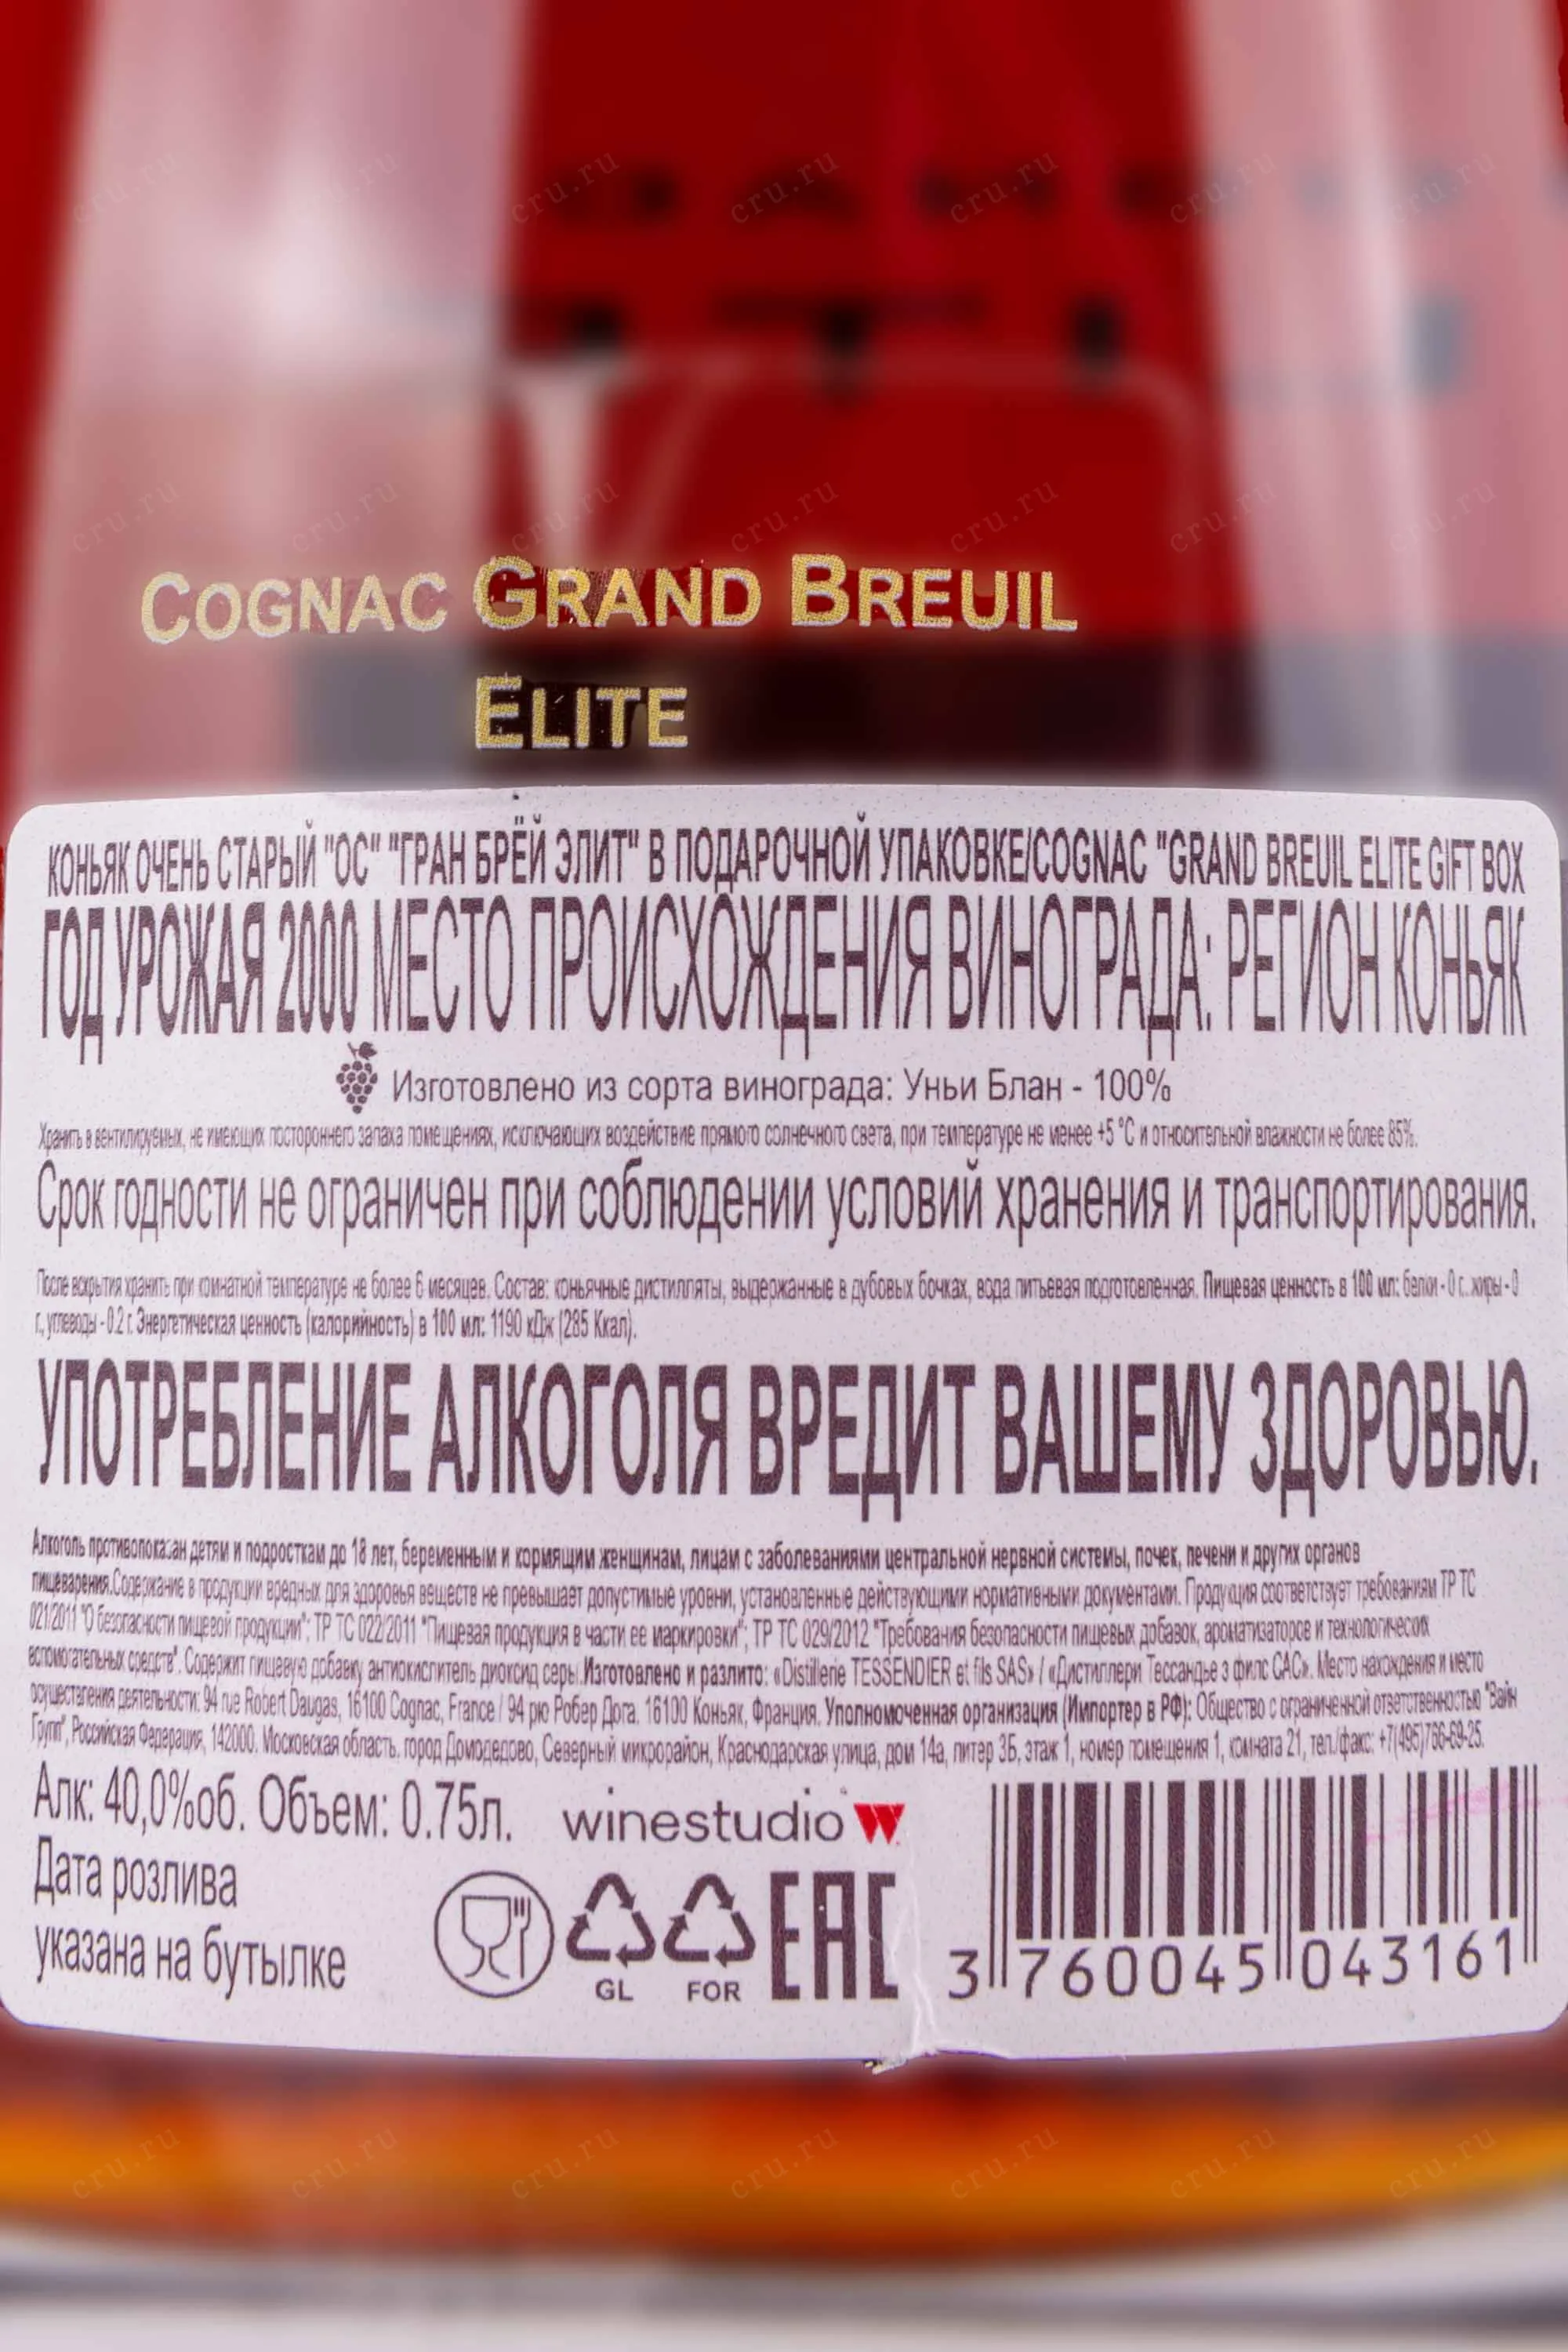 COGNAC GRAND BREUIL
ELITE
КОНЬЯК ОЧЕНЬ СТАРЫЙ "ОС" "ГРАН БРЁЙ ЭЛИТ" В ПОДАРОЧНОЙ УПАКОВКЕ/COGNAC "GRAND BREUIL ELITE GIFT BOX
ГОД УРОЖАЯ 2000 МЕСТО ПРОИСХОЖДЕНИЯ ВИНОГРАДА: РЕГИОН КОНЬЯК
Изготовлено из сорта винограда: Уньи Блан - 100%
Хранить в вентилируемых, не имеющих постороннего запаха помещениях, исключающих воздействие прямого солнечного света, при температуре не менее +5 °C и относительной влажности не более 85%.
Срок годности не ограничен при соблюдении условий хранения и транспортирования.
После вскрытия хранить при комнатной температуре не более 6 месяцев. Состав: коньячные дистилляты, выдержанные в дубовых бочках, вода питьевая подготовленная. Пищевая ценность в 100 мл: белки - 0 г., жиры - 0
г., углеводы - 0.2 г. Энергетическая ценность (калорийность) в 100 мл: 1190 кДж (285 Ккал).
УПОТРЕБЛЕНИЕ АЛКОГОЛЯ ВРЕДИТ ВАШЕМУ ЗДОРОВЬЮ.
Алкоголь противопоказан детям и подросткам до 18 лет, беременным и кормящим женщинам, лицам с заболеваниями центральной нервной системы, почек, печени и других органов
пищеварения.Содержание в продукции вредных для здоровья веществ не превышает допустимые уровни, установленные действующими нормативными документами. Продукция соответствует требованиям ТР ТС
021/2011 "О безопасности пищевой продукции"; ТР ТС 022/2011 "Пищевая продукция в части ее маркировки"; ТР ТС 029/2012 "Требования безопасности пищевых добавок, ароматизаторов и технологических
вспомогательных средств". Содержит пищевую добавку антиокислитель диоксид серы.Изготовлено и разлито: «Distillerie TESSENDIER et fils SAS» / «Дистиллери Тессандье э филс САС». Место нахождения и место
осуществления деятельности: 94 rue Robert Daugas, 16100 Cognac, France / 94 рю Робер Дога. 16100 Коньяк, Франция. Уполномоченная организация (Импортер в РФ): Общество с ограниченной ответственностью "Вайн
Групп", Российская Федерация, 142000. Московская область. город Домодедово, Северный микрорайон, Краснодарская улица, дом 14а, литер 3Б, этаж 1, номер помещения 1, комната 21, тел./факс: +7(495)766-69-25.
Алк: 40,0%об. Объем: 0.75л.
winestudio
Дата розлива
указана на бутылке
GL FOR EAC
3 760045 043161
cru.ru